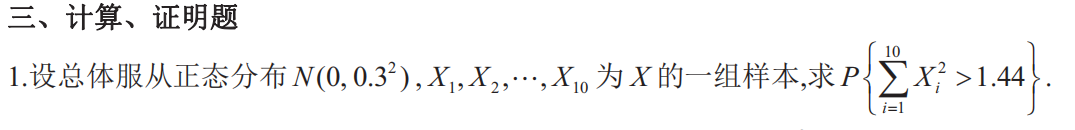 三、计算、证明题
1.设总体服从正态分布 N(0, 0.3²) , X₁, X₂, ⋯, X₁₀ 为 X 的一组样本,求 P{∑_{i=1}^{10} X_i² >1.44}.